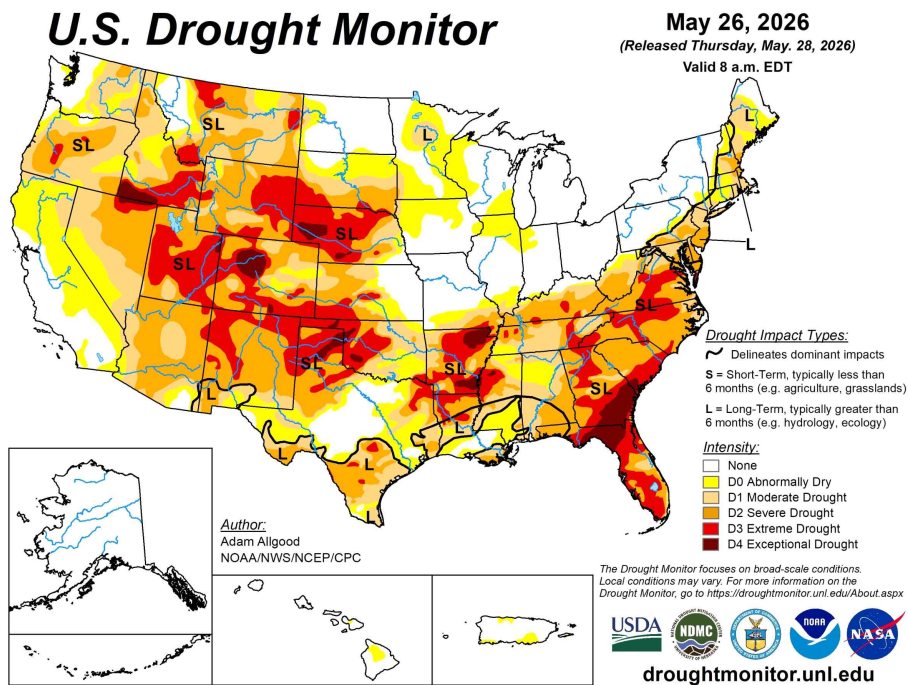 U.S. Drought Monitor
May 26, 2026
(Released Thursday, May. 28, 2026)
Valid 8 a.m. EDT
SL
SL
L
L
SL
SL
L
SL
SL
SL
SL
L
L
L
L
L
Drought Impact Types:
Delineates dominant impacts
S = Short-Term, typically less than
6 months (e.g. agriculture, grasslands)
L = Long-Term, typically greater than
6 months (e.g. hydrology, ecology)
Intensity:
None
D0 Abnormally Dry
D1 Moderate Drought
D2 Severe Drought
D3 Extreme Drought
D4 Exceptional Drought
Author:
Adam Allgood
NOAA/NWS/NCEP/CPC
The Drought Monitor focuses on broad-scale conditions.
Local conditions may vary. For more information on the
Drought Monitor, go to https://droughtmonitor.unl.edu/About.aspx
USDA
NDMC
NOAA
NASA
droughtmonitor.unl.edu